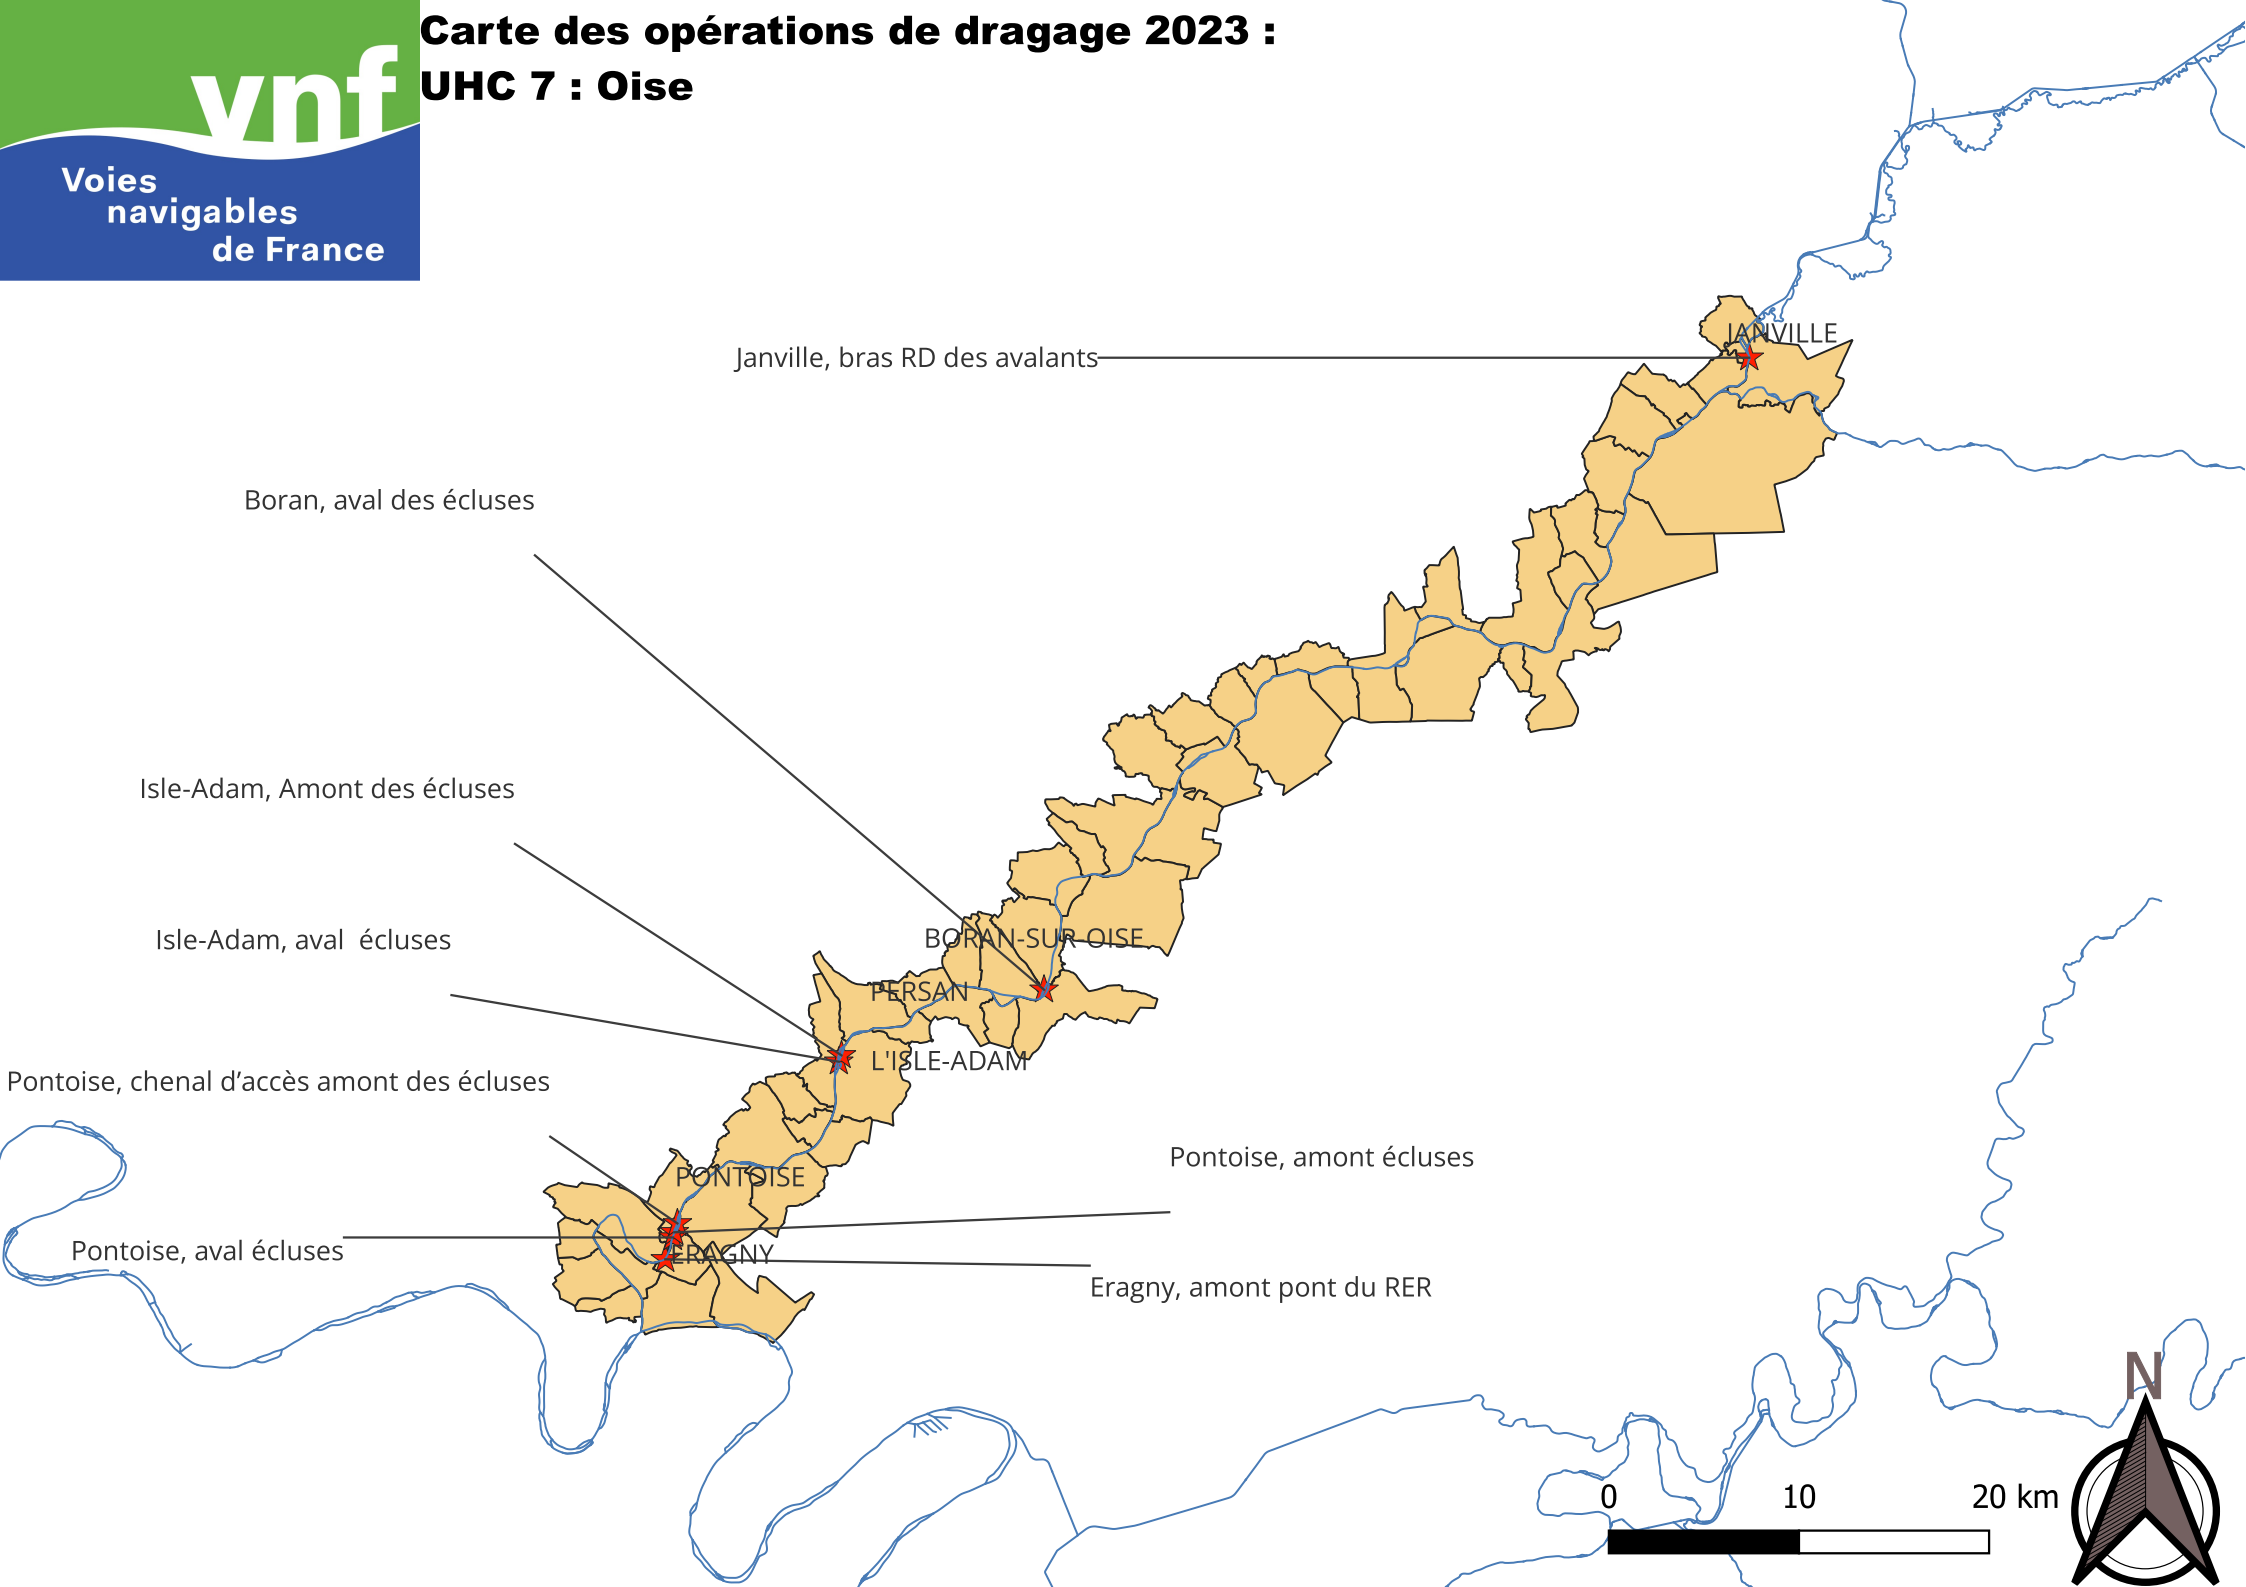 Carte des opérations de dragage 2023 :
UHC 7 : Oise
vnf
Voies
navigables
de France
JANVILLE
Janville, bras RD des avalants
Boran, aval des écluses
Isle-Adam, Amont des écluses
Isle-Adam, aval  écluses
BORAN-SUR-OISE
PERSAN
L'ISLE-ADAM
Pontoise, chenal d’accès amont des écluses
Pontoise, amont écluses
PONTOISE
Pontoise, aval écluses
ERAGNY
Eragny, amont pont du RER
N
0 10 20 km